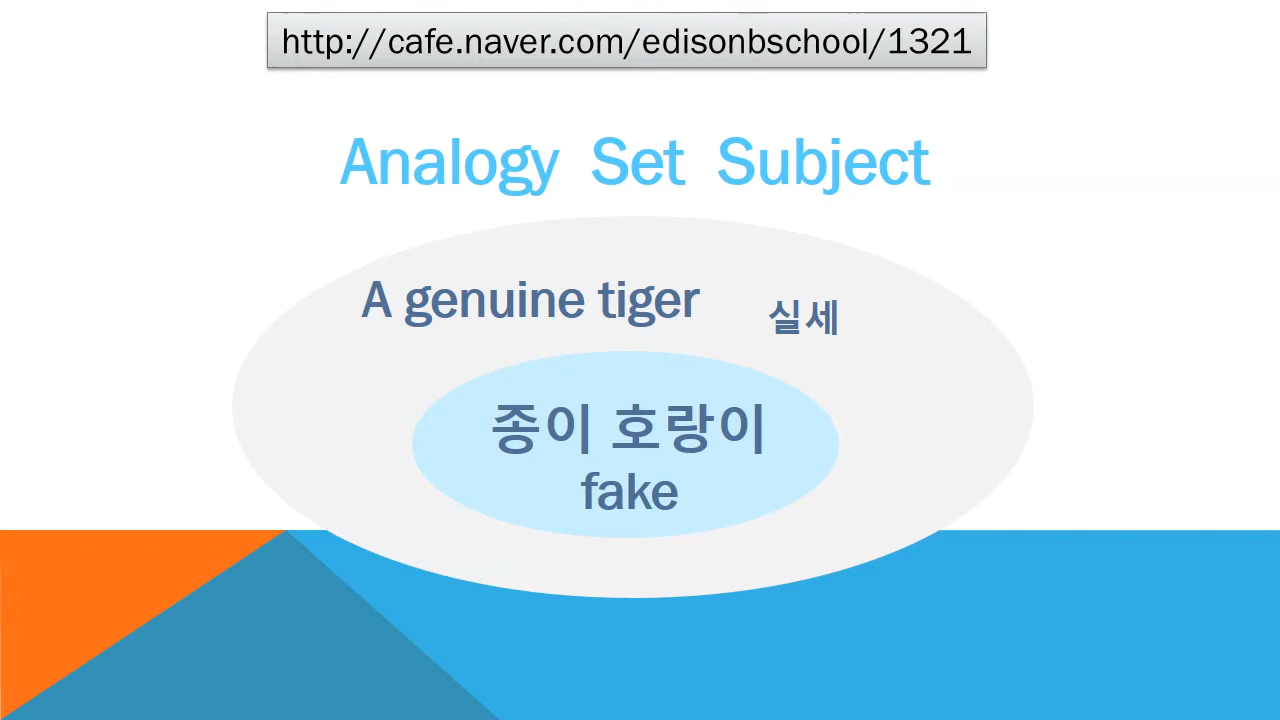 http://cafe.naver.com/edisonbschool/1321
Analogy Set Subject
A genuine tiger 실세
종이 호랑이
fake